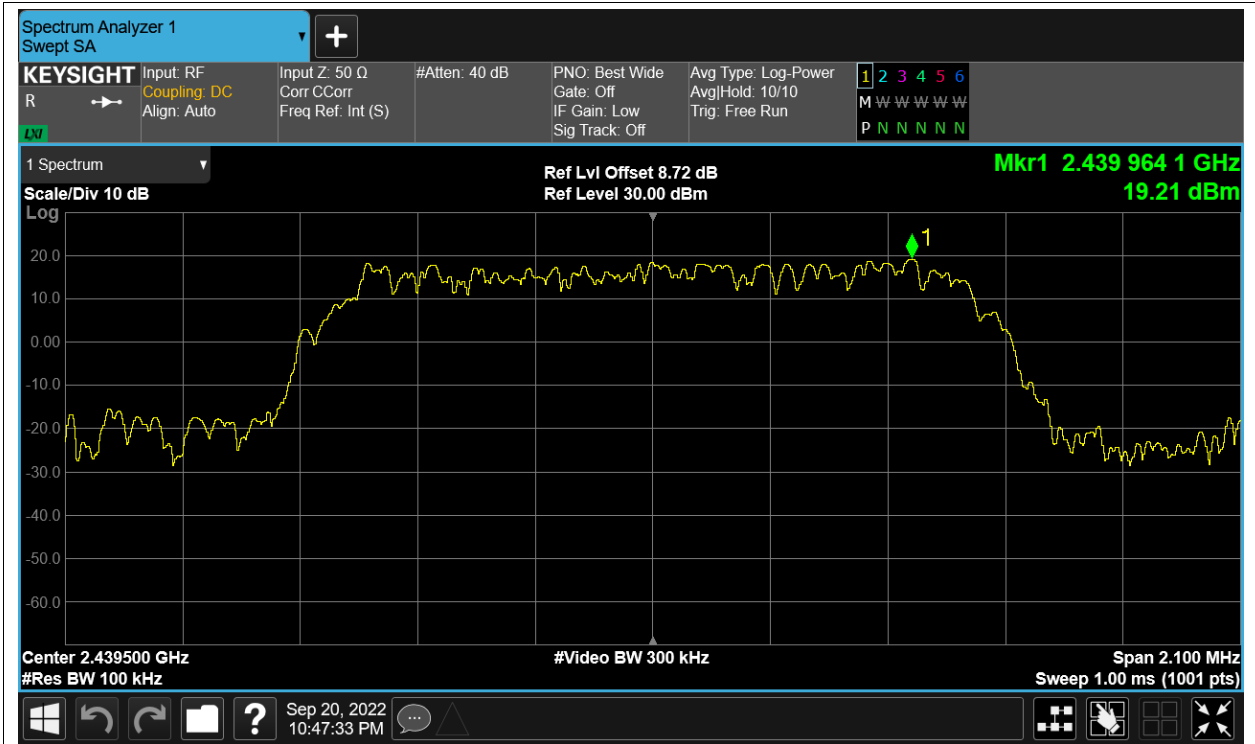 Spectrum Analyzer 1
Swept SA
KEYSIGHT
R
LXI
Input: RF
Coupling: DC
Align: Auto
Input Z: 50 Ω
Corr CCorr
Freq Ref: Int (S)
#Atten: 40 dB
PNO: Best Wide
Gate: Off
IF Gain: Low
Sig Track: Off
Avg Type: Log-Power
Avg|Hold: 10/10
Trig: Free Run
1 2 3 4 5 6
M W W W W W
P N N N N N
1 Spectrum
Scale/Div 10 dB
Log
Ref Lvl Offset 8.72 dB
Ref Level 30.00 dBm
Mkr1 2.439 964 1 GHz
19.21 dBm
1
20.0
10.0
0.00
-10.0
-20.0
-30.0
-40.0
-50.0
-60.0
Center 2.439500 GHz
#Res BW 100 kHz
#Video BW 300 kHz
Span 2.100 MHz
Sweep 1.00 ms (1001 pts)
?
Sep 20, 2022
10:47:33 PM